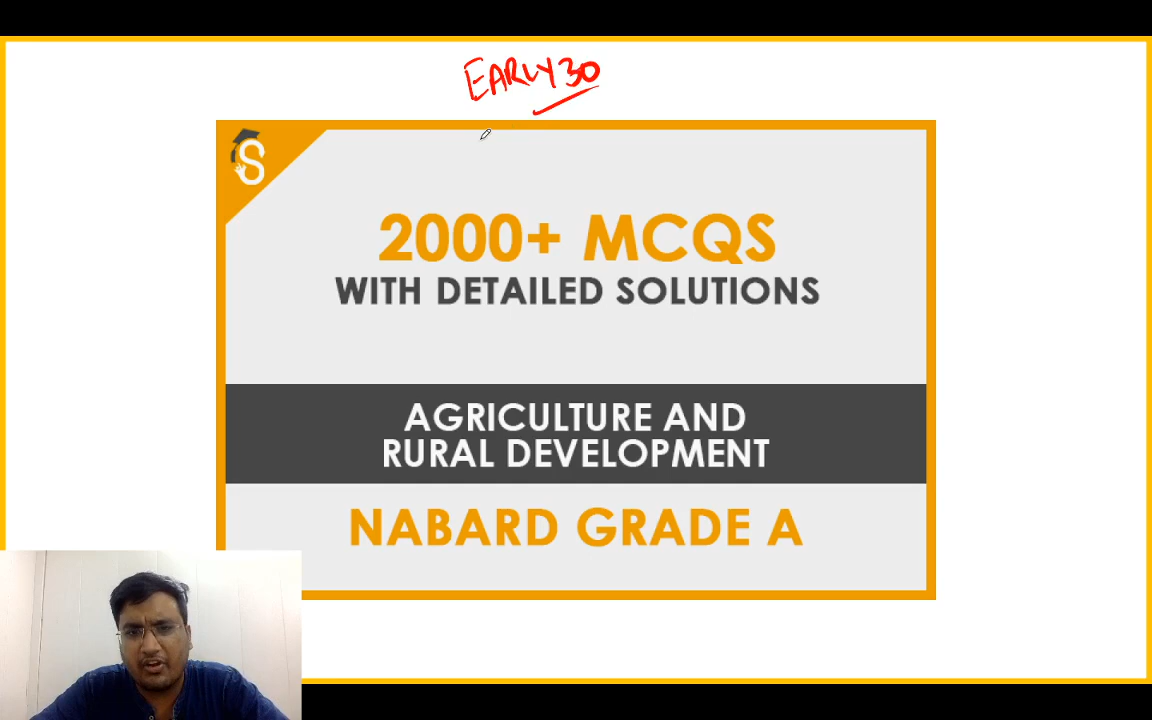 EARLY30
S
2000+ MCQS
WITH DETAILED SOLUTIONS
AGRICULTURE AND
RURAL DEVELOPMENT
NABARD GRADE A